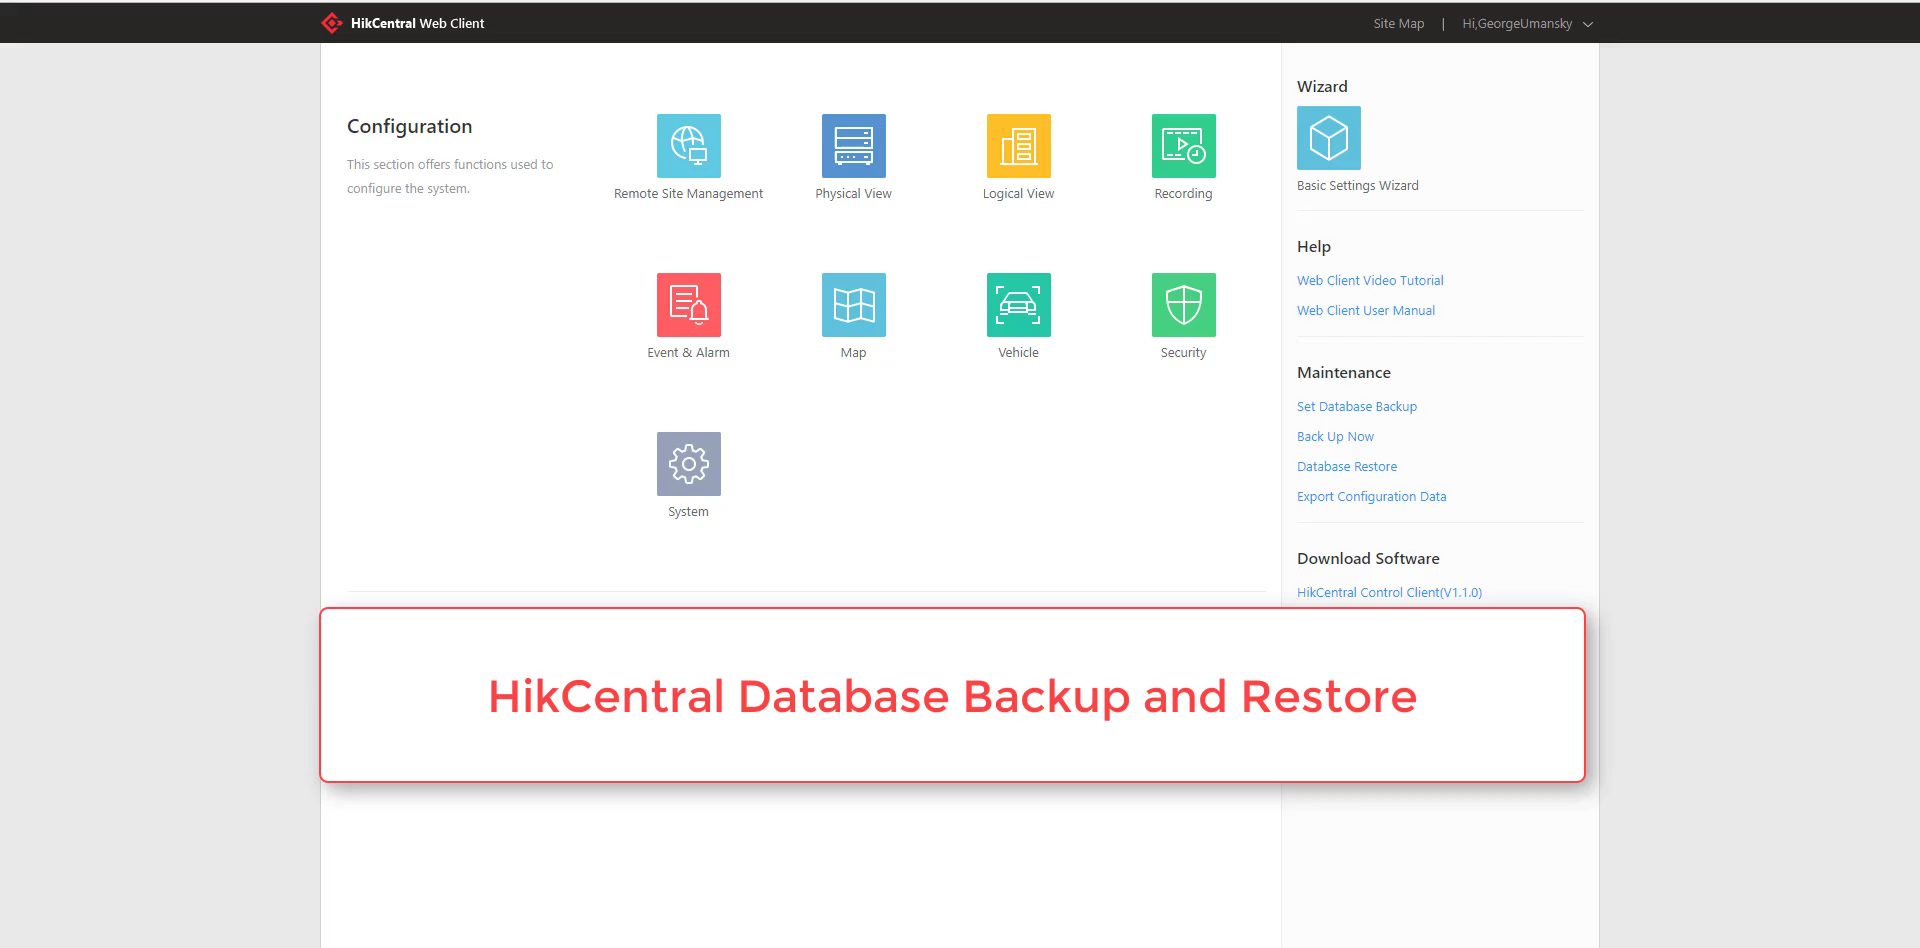 HikCentral Web Client
Site Map | Hi,GeorgeUmansky
Configuration
This section offers functions used to
configure the system.
Remote Site Management
Physical View
Logical View
Recording
Event & Alarm
Map
Vehicle
Security
System
Wizard
Basic Settings Wizard
Help
Web Client Video Tutorial
Web Client User Manual
Maintenance
Set Database Backup
Back Up Now
Database Restore
Export Configuration Data
Download Software
HikCentral Control Client(V1.1.0)
HikCentral Database Backup and Restore